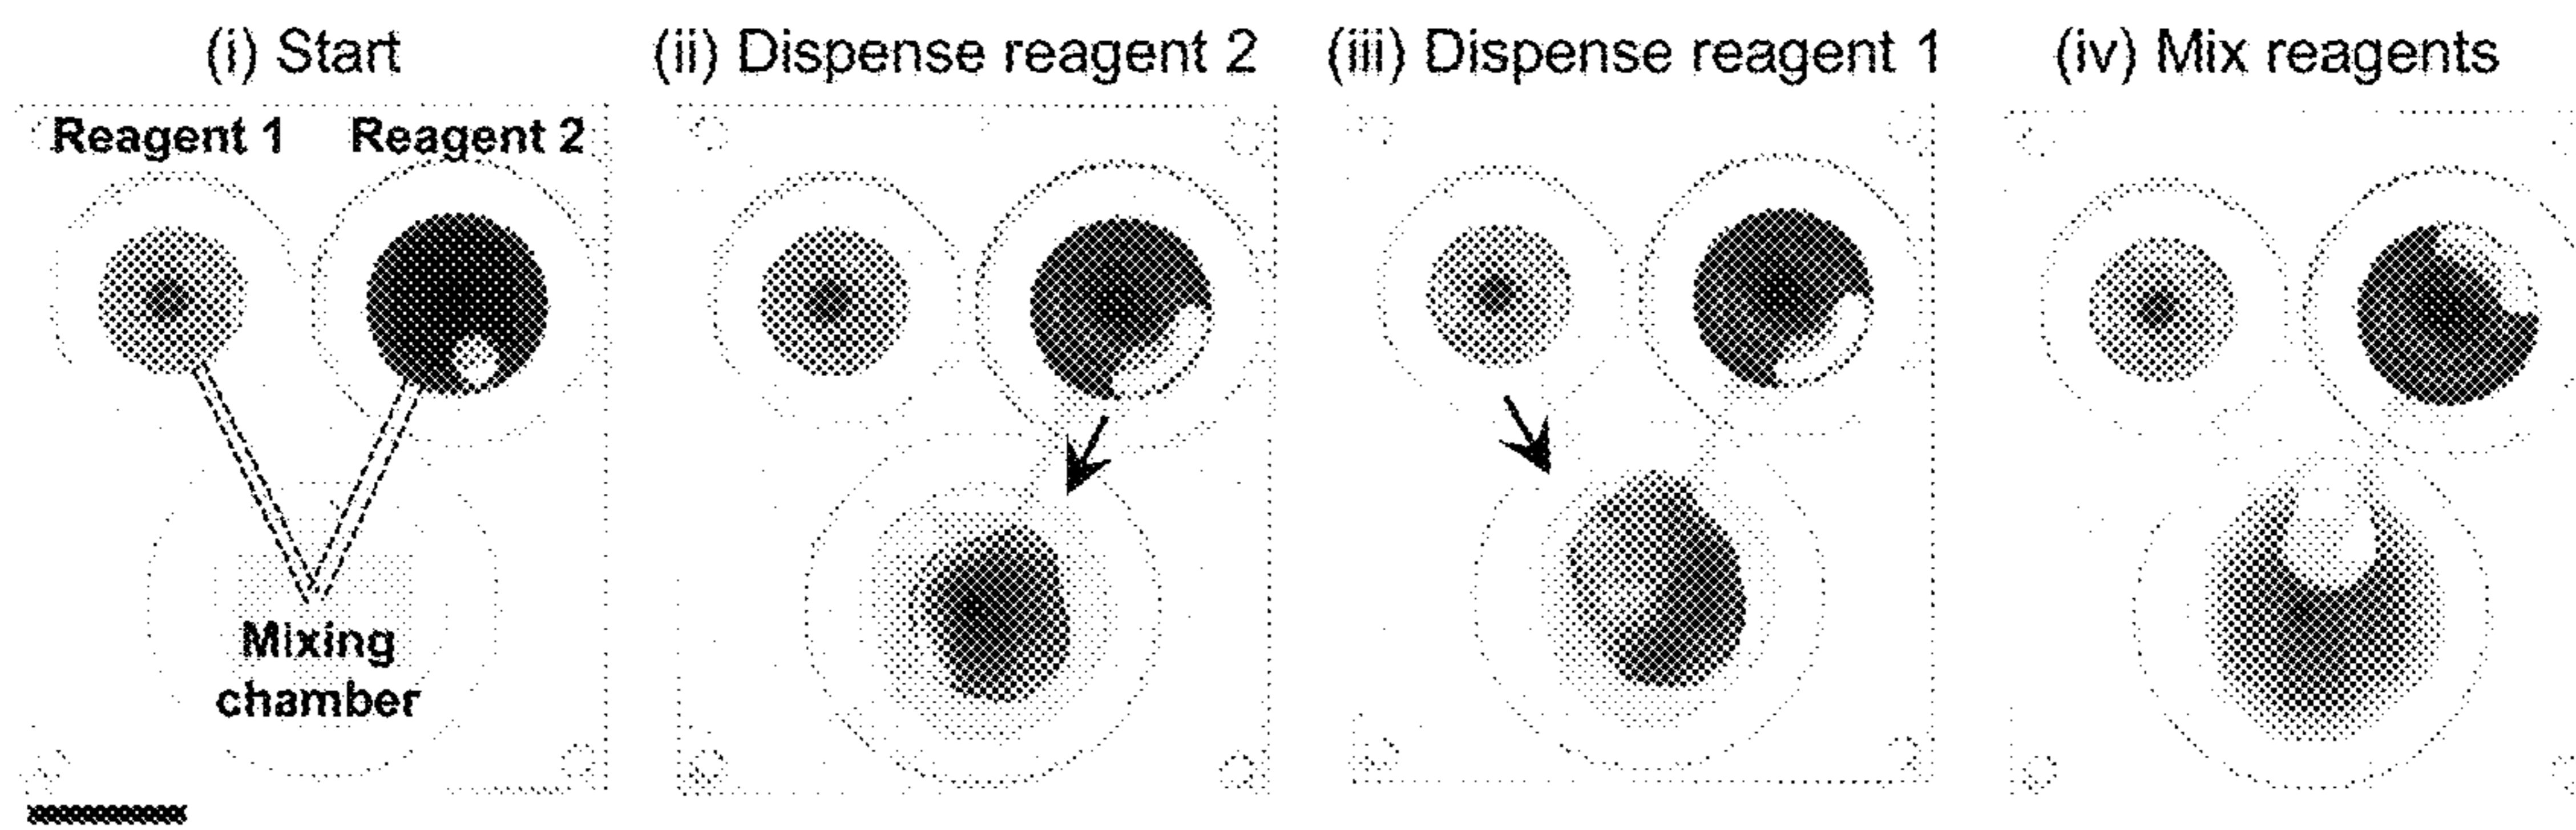 (i) Start
(ii) Dispense reagent 2
(iii) Dispense reagent 1
(iv) Mix reagents
Reagent 1
Reagent 2
Mixing
chamber